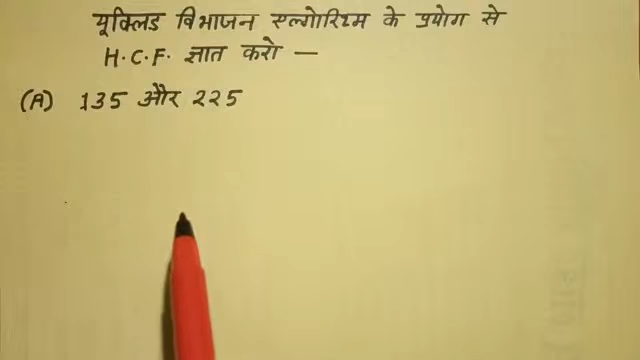 यूक्लिड विभाजन एल्गोरिथ्म के प्रयोग से
H.C.F. ज्ञात करो —
(A) 135 और 225